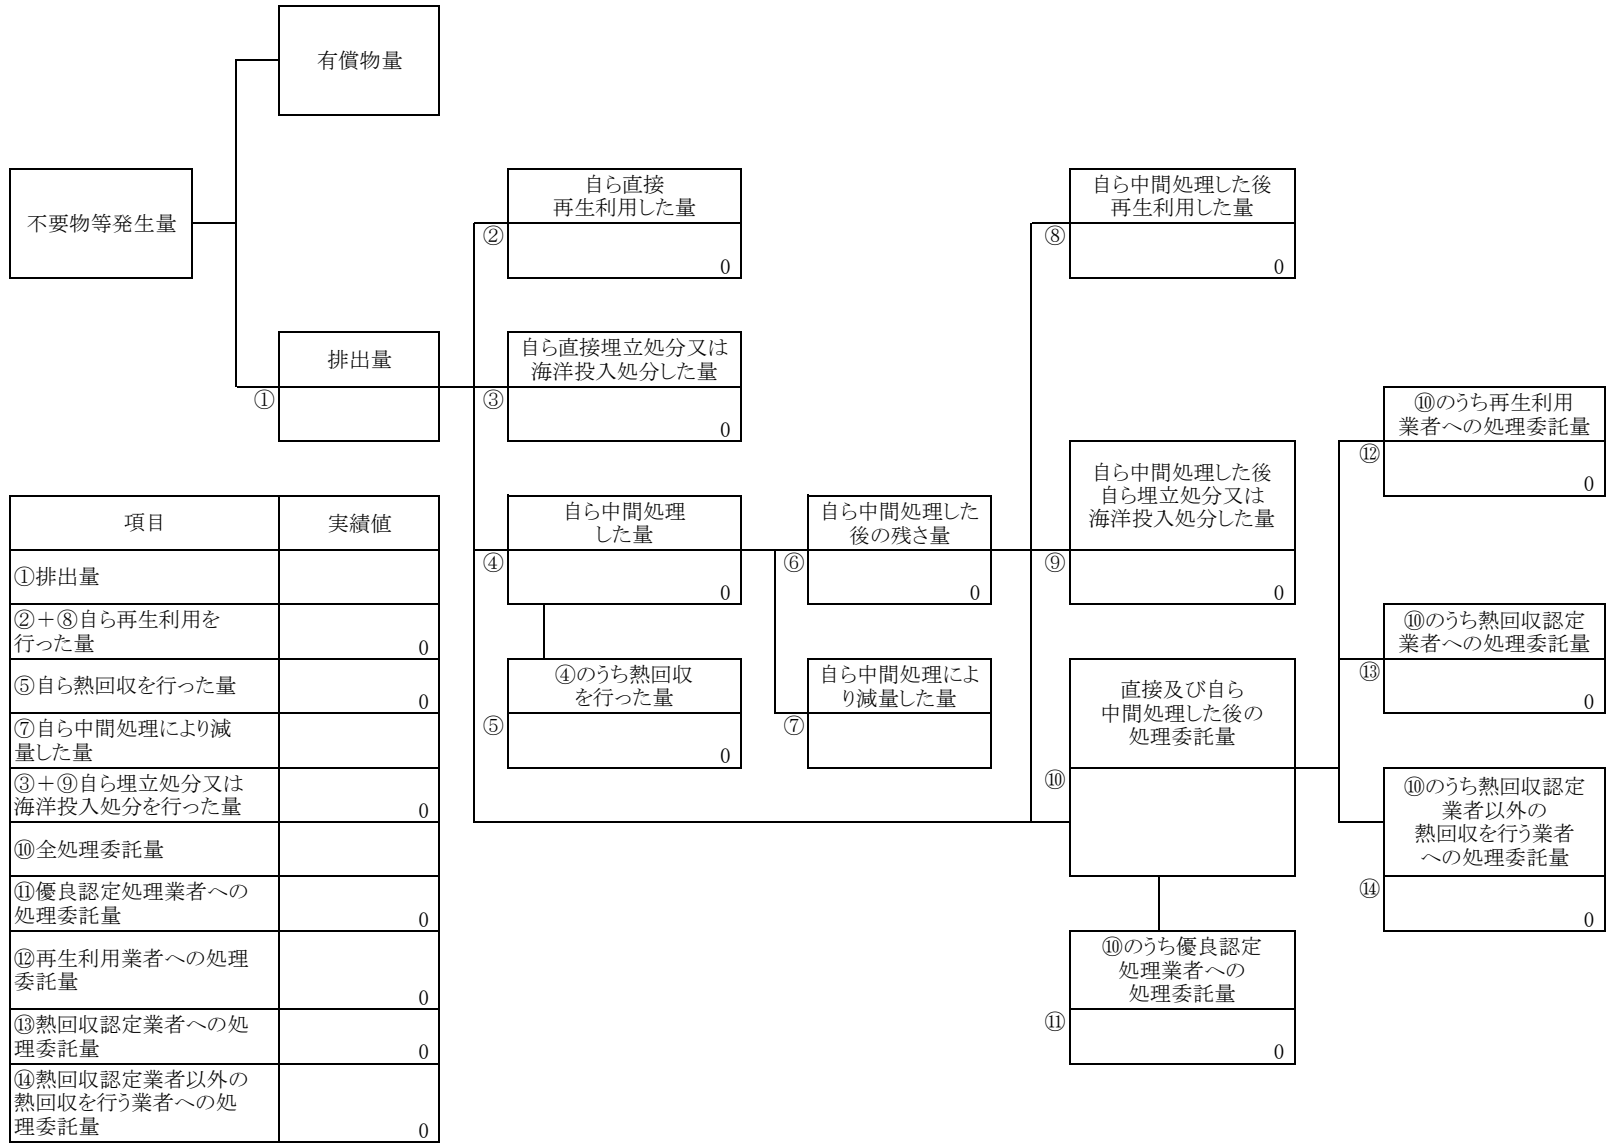 有償物量
不要物等発生量
自ら直接
再生利用した量
②
0
自ら中間処理した後
再生利用した量
⑧
0
排出量
①
自ら直接埋立処分又は
海洋投入処分した量
③
0
⑩のうち再生利用
業者への処理委託量
⑫
0
自ら中間処理
した量
④
0
自ら中間処理した
後の残さ量
⑥
0
自ら中間処理した後
自ら埋立処分又は
海洋投入処分した量
⑨
0
⑩のうち熱回収認定
業者への処理委託量
⑬
0
④のうち熱回収
を行った量
⑤
0
自ら中間処理によ
り減量した量
⑦
直接及び自ら
中間処理した後の
処理委託量
⑩
⑩のうち熱回収認定
業者以外の
熱回収を行う業者
への処理委託量
⑭
0
⑩のうち優良認定
処理業者への
処理委託量
⑪
0
項目 実績値
①排出量
②＋⑧自ら再生利用を
行った量 0
⑤自ら熱回収を行った量 0
⑦自ら中間処理により減
量した量
③＋⑨自ら埋立処分又は
海洋投入処分を行った量 0
⑩全処理委託量
⑪優良認定処理業者への
処理委託量 0
⑫再生利用業者への処理
委託量 0
⑬熱回収認定業者への処
理委託量 0
⑭熱回収認定業者以外の
熱回収を行う業者への処
理委託量 0